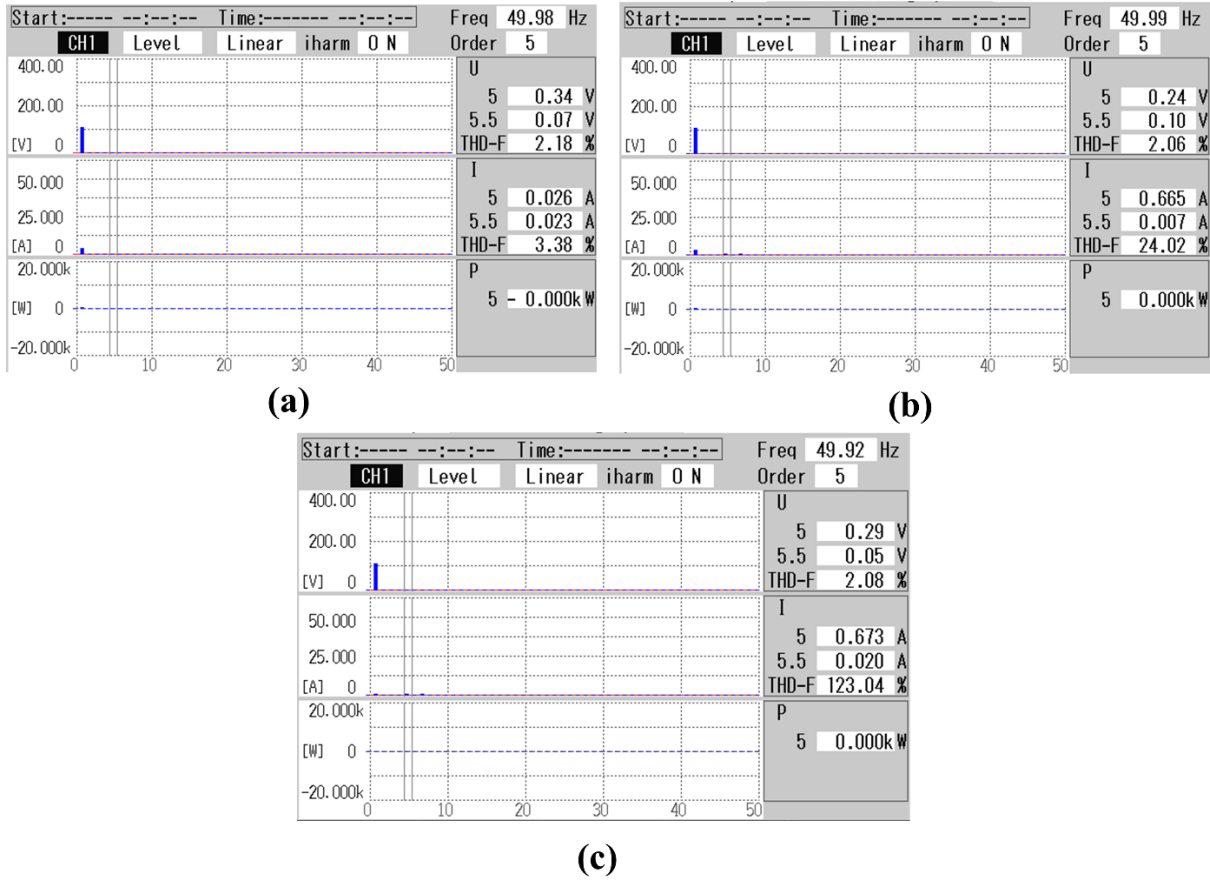 Start:----- --:--:-- Time:------- --:--:-- Freq 49.98 Hz
CH1 Level Linear iharm O N Order 5
400.00
200.00
[V] 0
U
5 0.34 V
5.5 0.07 V
THD-F 2.18 %
50.000
25.000
[A] 0
I
5 0.026 A
5.5 0.023 A
THD-F 3.38 %
20.000k
[W] 0
-20.000k
P
5 - 0.000k W
0 10 20 30 40 50
(a)
Start:----- --:--:-- Time:------- --:--:-- Freq 49.99 Hz
CH1 Level Linear iharm O N Order 5
400.00
200.00
[V] 0
U
5 0.24 V
5.5 0.10 V
THD-F 2.06 %
50.000
25.000
[A] 0
I
5 0.665 A
5.5 0.007 A
THD-F 24.02 %
20.000k
[W] 0
-20.000k
P
5 0.000k W
0 10 20 30 40 50
(b)
Start:----- --:--:-- Time:------- --:--:-- Freq 49.92 Hz
CH1 Level Linear iharm O N Order 5
400.00
200.00
[V] 0
U
5 0.29 V
5.5 0.05 V
THD-F 2.08 %
50.000
25.000
[A] 0
I
5 0.673 A
5.5 0.020 A
THD-F 123.04 %
20.000k
[W] 0
-20.000k
P
5 0.000k W
0 10 20 30 40 50
(c)